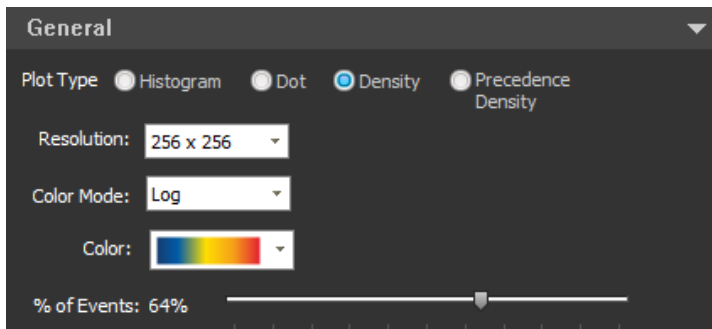 General
Plot Type Histogram Dot Density Precedence
Density
Resolution: 256 x 256
Color Mode: Log
Color:
% of Events: 64%